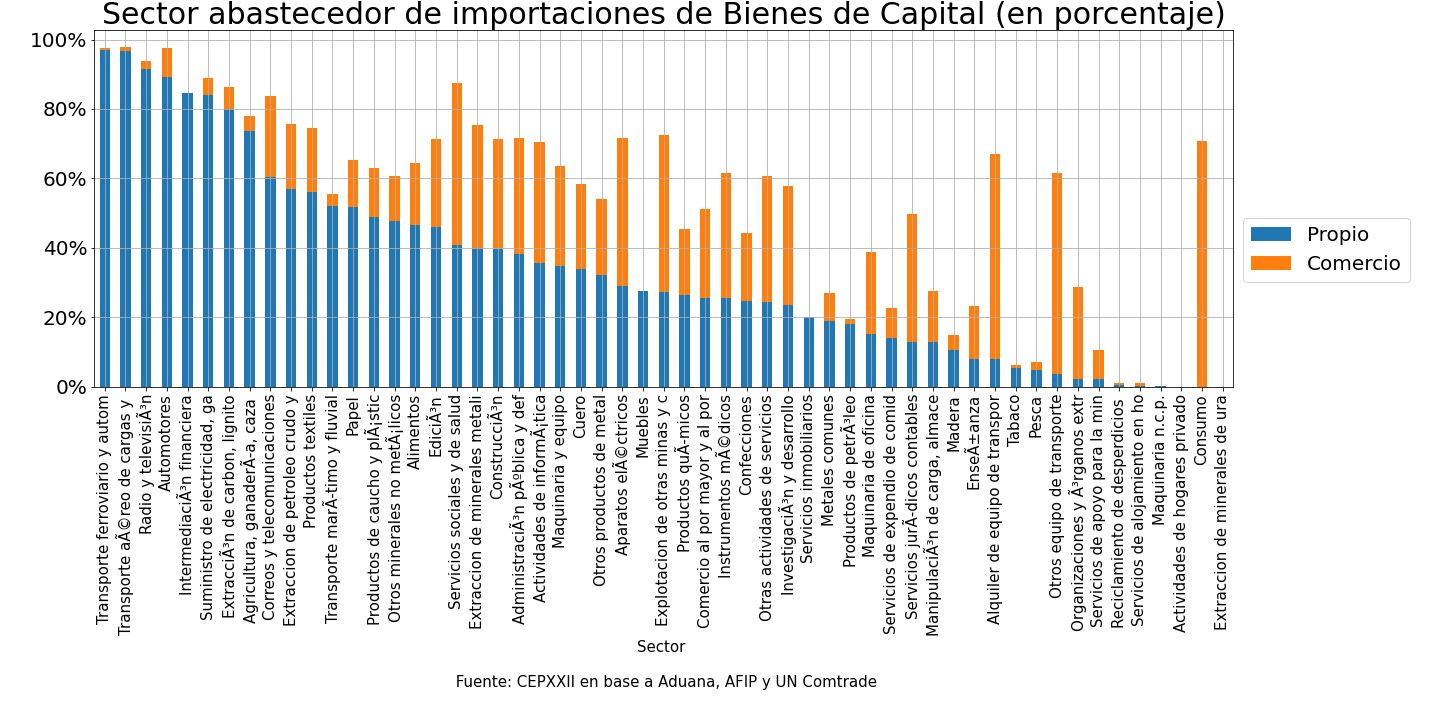 Sector abastecedor de importaciones de Bienes de Capital (en porcentaje)
100%
80%
60%
40%
20%
0%
Propio
Comercio
Transporte ferroviario y autom
Transporte aÃ©reo de cargas y
Radio y televisiÃ³n
Automotores
IntermediaciÃ³n financiera
Suministro de electricidad, ga
ExtracciÃ³n de carbon, lignito
Agricultura, ganaderÃ-a, caza
Correos y telecomunicaciones
Extraccion de petroleo crudo y
Productos textiles
Transporte marÃ-timo y fluvial
Papel
Productos de caucho y plÃ¡stic
Otros minerales no metÃ¡licos
Alimentos
EdiciÃ³n
Servicios sociales y de salud
Extraccion de minerales metali
ConstrucciÃ³n
AdministraciÃ³n pÃºblica y def
Actividades de informÃ¡tica
Maquinaria y equipo
Cuero
Otros productos de metal
Aparatos elÃ©ctricos
Muebles
Explotacion de otras minas y c
Productos quÃ-micos
Comercio al por mayor y al por
Instrumentos mÃ©dicos
Confecciones
Otras actividades de servicios
InvestigaciÃ³n y desarrollo
Servicios inmobiliarios
Metales comunes
Productos de petrÃ³leo
Maquinaria de oficina
Servicios de expendio de comid
Servicios jurÃ-dicos contables
ManipulaciÃ³n de carga, almace
Madera
EnseÃ±anza
Alquiler de equipo de transpor
Tabaco
Pesca
Otros equipo de transporte
Organizaciones y Ã³rganos extr
Servicios de apoyo para la min
Reciclamiento de desperdicios
Servicios de alojamiento en ho
Maquinaria n.c.p.
Actividades de hogares privado
Consumo
Extraccion de minerales de ura
Sector
Fuente: CEPXXII en base a Aduana, AFIP y UN Comtrade